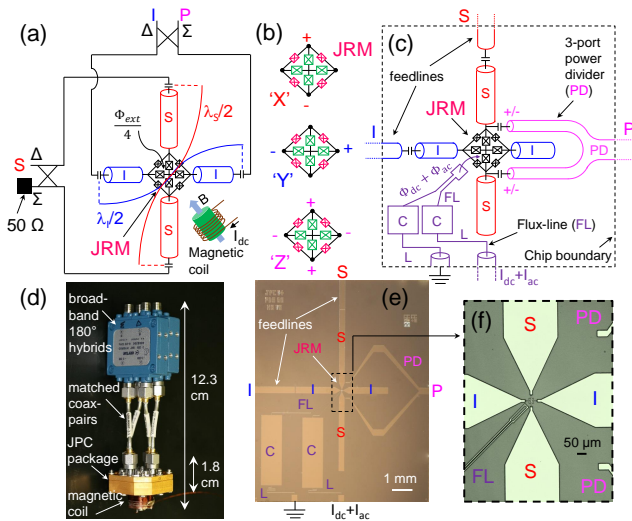 (a)
I P
Δ Σ
S
Φext/4
λS/2
I
I
S Δ
Σ
50 Ω
λI/2
S
JRM
B
Idc
Magnetic
coil
(b)
+
JRM
'X'
-
- +
'Y'
- -
'Z'
+
(c)
S
feedlines
3-port
power
divider
(PD)
S
JRM
+/-
P
I
I
I
PD
Φdc + Φac
+/-
FL
C
C
S
L
L
Flux-line (FL)
Chip boundary
Idc+Iac
(d)
broad-
band
180°
hybrids
matched
coax-
pairs
JPC
package
magnetic
coil
12.3
cm
1.8
cm
(e)
S
feedlines
JRM
S
PD
I
I
I
P
FL
C
C
S
L
L
1 mm
Idc+Iac
(f)
S
PD
I
I
50 µm
FL
S
PD